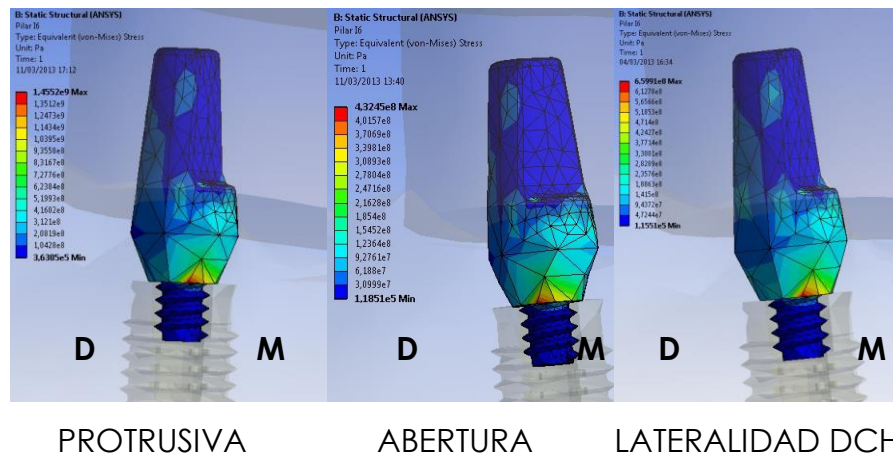 B: Static Structural (ANSYS)
Pilar I6
Type: Equivalent (von-Mises) Stress
Unit: Pa
Time: 1
11/03/2013 17:12
1,4552e9 Max
1,3512e9
1,2473e9
1,1434e9
1,0395e9
9,3558e8
8,3167e8
7,2776e8
6,2384e8
5,1993e8
4,1602e8
3,121e8
2,0819e8
1,0428e8
3,6385e5 Min
D
M
PROTRUSIVA
B: Static Structural (ANSYS)
Pilar I6
Type: Equivalent (von-Mises) Stress
Unit: Pa
Time: 1
11/03/2013 13:40
4,3245e8 Max
4,0157e8
3,7069e8
3,3981e8
3,0893e8
2,7804e8
2,4716e8
2,1628e8
1,854e8
1,5452e8
1,2364e8
9,2761e7
6,188e7
3,0999e7
1,1851e5 Min
D
M
ABERTURA
B: Static Structural (ANSYS)
Pilar I6
Type: Equivalent (von-Mises) Stress
Unit: Pa
Time: 1
04/03/2013 16:34
6,5991e8 Max
6,1278e8
5,6566e8
5,1853e8
4,714e8
4,2427e8
3,7714e8
3,3001e8
2,8289e8
2,3576e8
1,8863e8
1,415e8
9,4372e7
4,7244e7
1,1551e5 Min
D
M
LATERALIDAD DCH